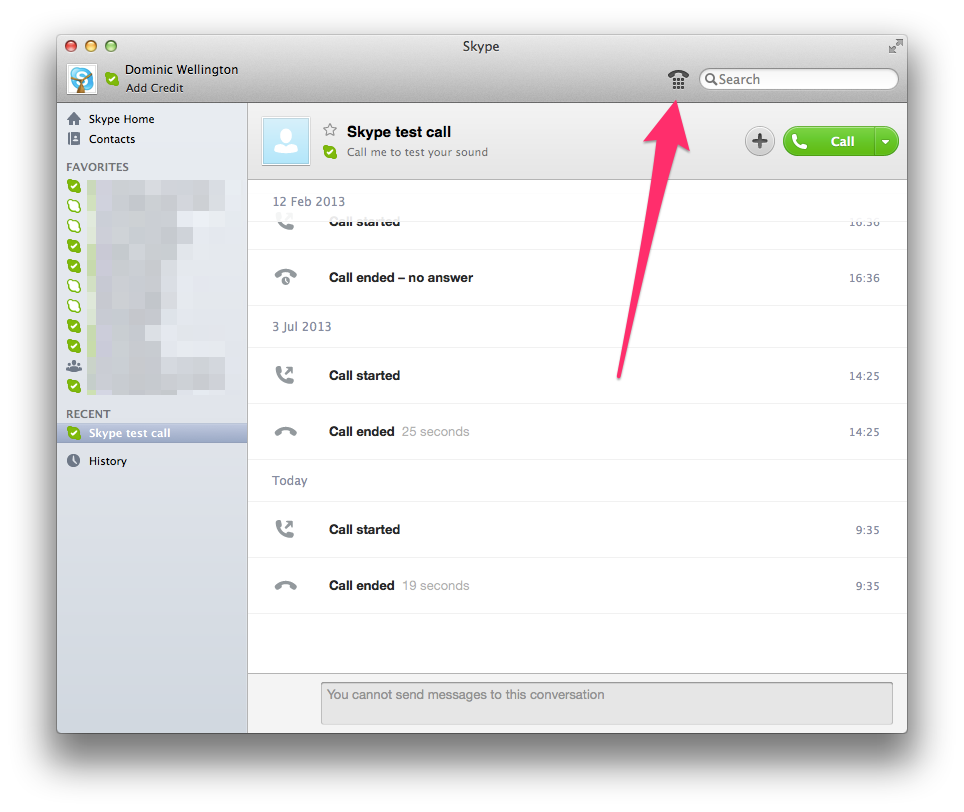 Skype
Dominic Wellington
Add Credit
Search
Skype Home
Contacts
FAVORITES
RECENT
Skype test call
History
Skype test call
Call me to test your sound
Call
12 Feb 2013
Call started 16:36
Call ended – no answer 16:36
3 Jul 2013
Call started 14:25
Call ended 25 seconds 14:25
Today
Call started 9:35
Call ended 19 seconds 9:35
You cannot send messages to this conversation